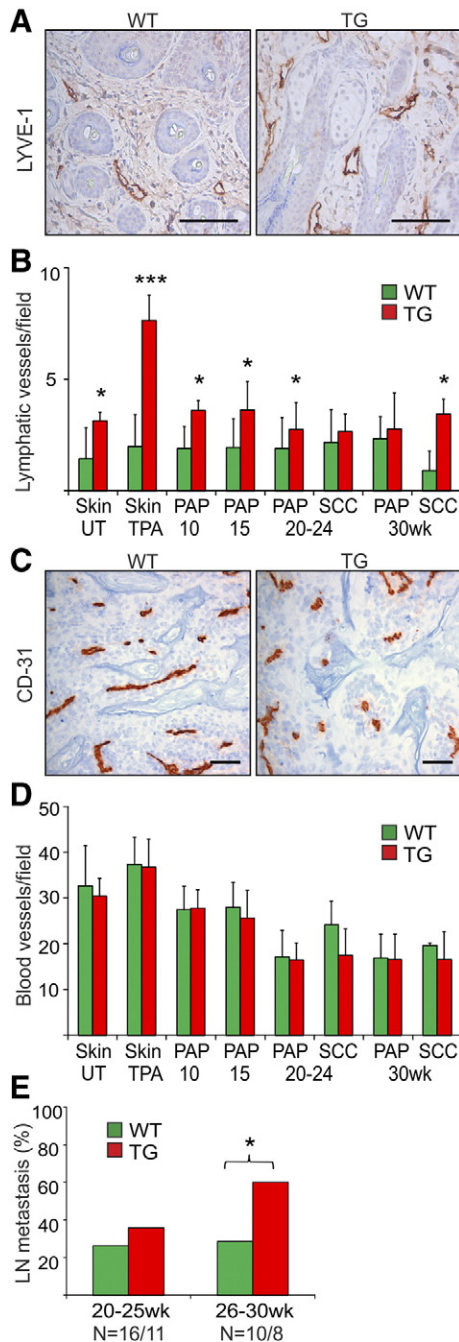 A
WT
TG
LYVE-1
B
Lymphatic vessels/field
10
5
***
*
*
*
*
*
WT
TG
Skin UT
Skin TPA
PAP 10
PAP 15
PAP SCC
20-24
PAP SCC
30wk
C
WT
TG
CD-31
D
Blood vessels/field
50
40
30
20
10
WT
TG
Skin UT
Skin TPA
PAP 10
PAP 15
PAP SCC
20-24
PAP SCC
30wk
E
LN metastasis (%)
100
80
60
40
20
WT
TG
*
20-25wk
N=16/11
26-30wk
N=10/8